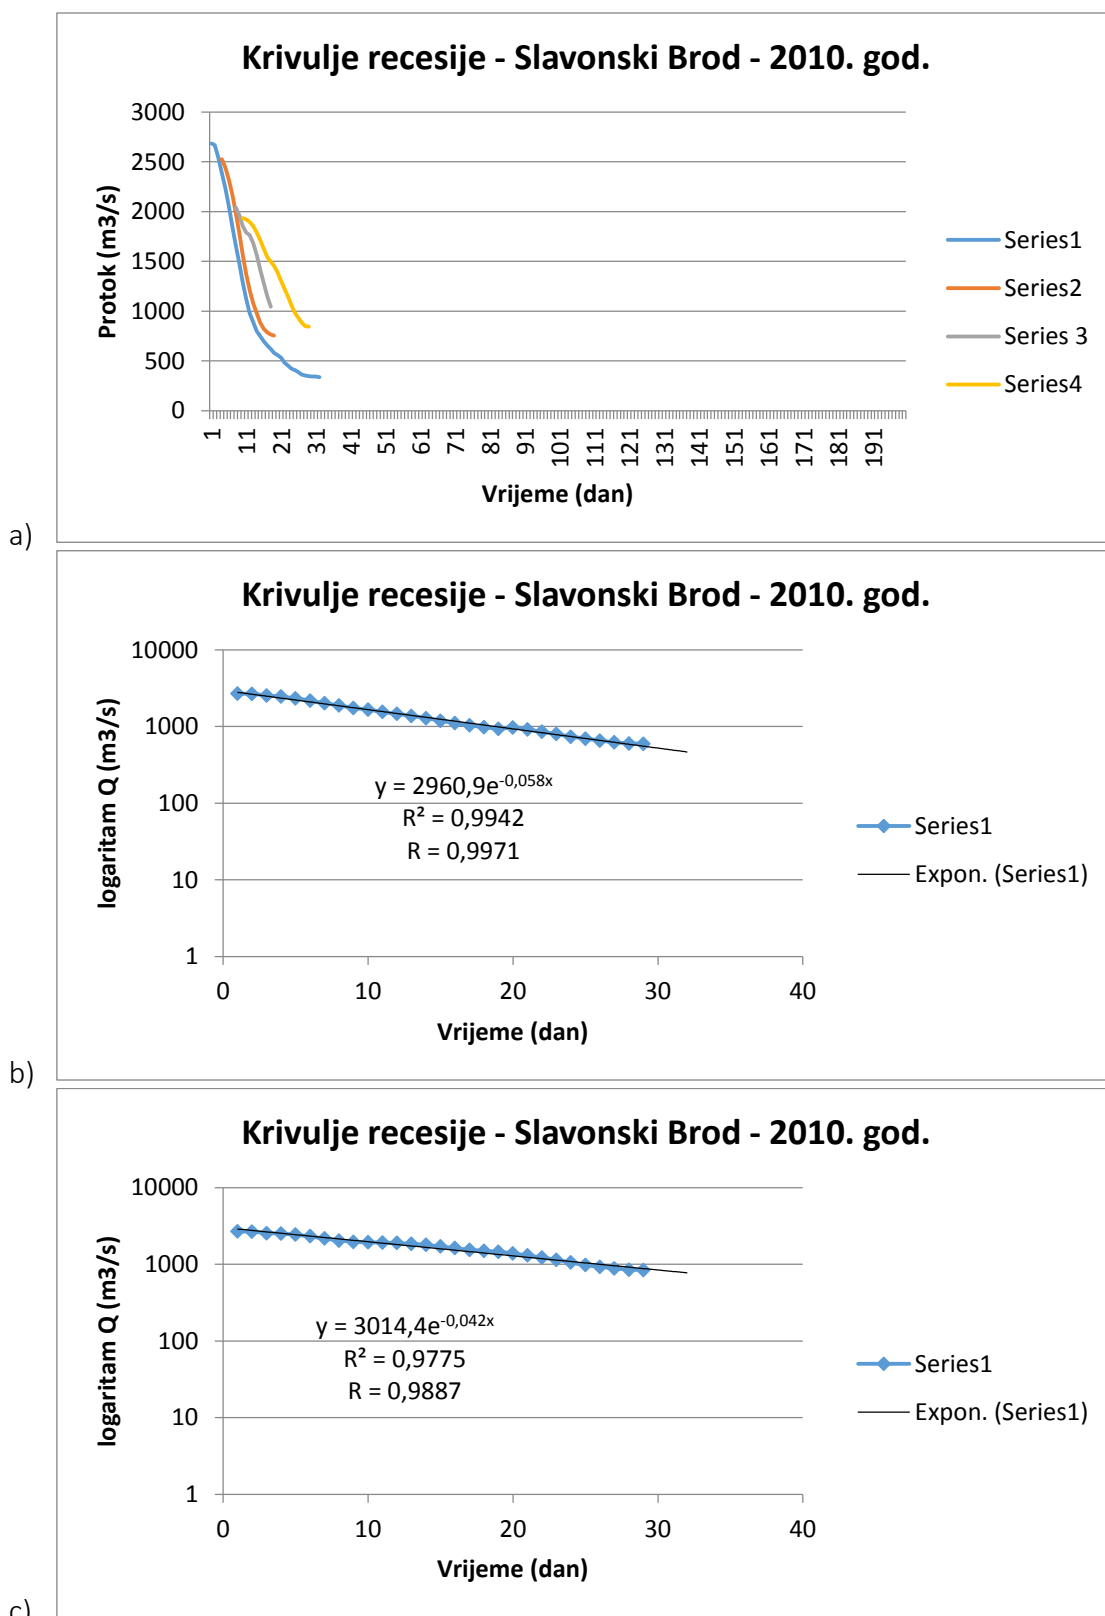 Krivulje recesije - Slavonski Brod - 2010. god.
Protok (m3/s)
3000
2500
2000
1500
1000
500
0
1 11 21 31 41 51 61 71 81 91 101 111 121 131 141 151 161 171 181 191
Vrijeme (dan)
Series1
Series2
Series 3
Series4
a)
Krivulje recesije - Slavonski Brod - 2010. god.
logaritam Q (m3/s)
10000
1000
100
10
1
y = 2960,9e-0,058x
R² = 0,9942
R = 0,9971
Series1
Expon. (Series1)
0 10 20 30 40
Vrijeme (dan)
b)
Krivulje recesije - Slavonski Brod - 2010. god.
logaritam Q (m3/s)
10000
1000
100
10
1
y = 3014,4e-0,042x
R² = 0,9775
R = 0,9887
Series1
Expon. (Series1)
0 10 20 30 40
Vrijeme (dan)
c)